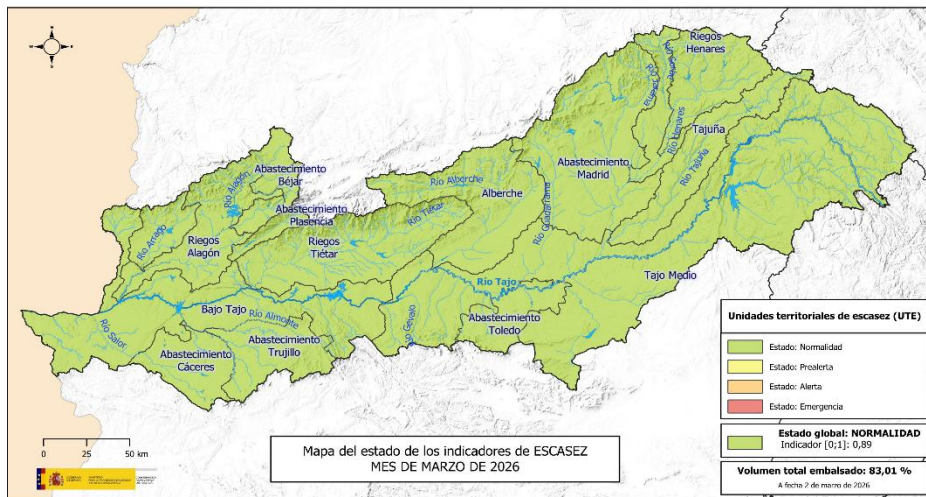 Riegos
Henares
Río Sorbe
Río Henares
Tajuña
Río Tajuña
Abastecimiento
Madrid
Abastecimiento
Béjar
Río Alagón
Río Alberche
Alberche
Río Guadarrama
Abastecimiento
Plasencia
Río Tiétar
Río Arrago
Riegos
Alagón
Riegos
Tiétar
Río Tajo
Tajo Medio
Bajo Tajo
Río Almonte
Río Salor
Abastecimiento
Cáceres
Abastecimiento
Trujillo
Río Gevalo
Abastecimiento
Toledo
Unidades territoriales de escasez (UTE)
Estado: Normalidad
Estado: Prealerta
Estado: Alerta
Estado: Emergencia
Estado global: NORMALIDAD
Indicador [0;1]: 0,89
Volumen total embalsado: 83,01 %
A fecha 2 de marzo de 2026
0 50 km
Mapa del estado de los indicadores de ESCASEZ
MES DE MARZO DE 2026